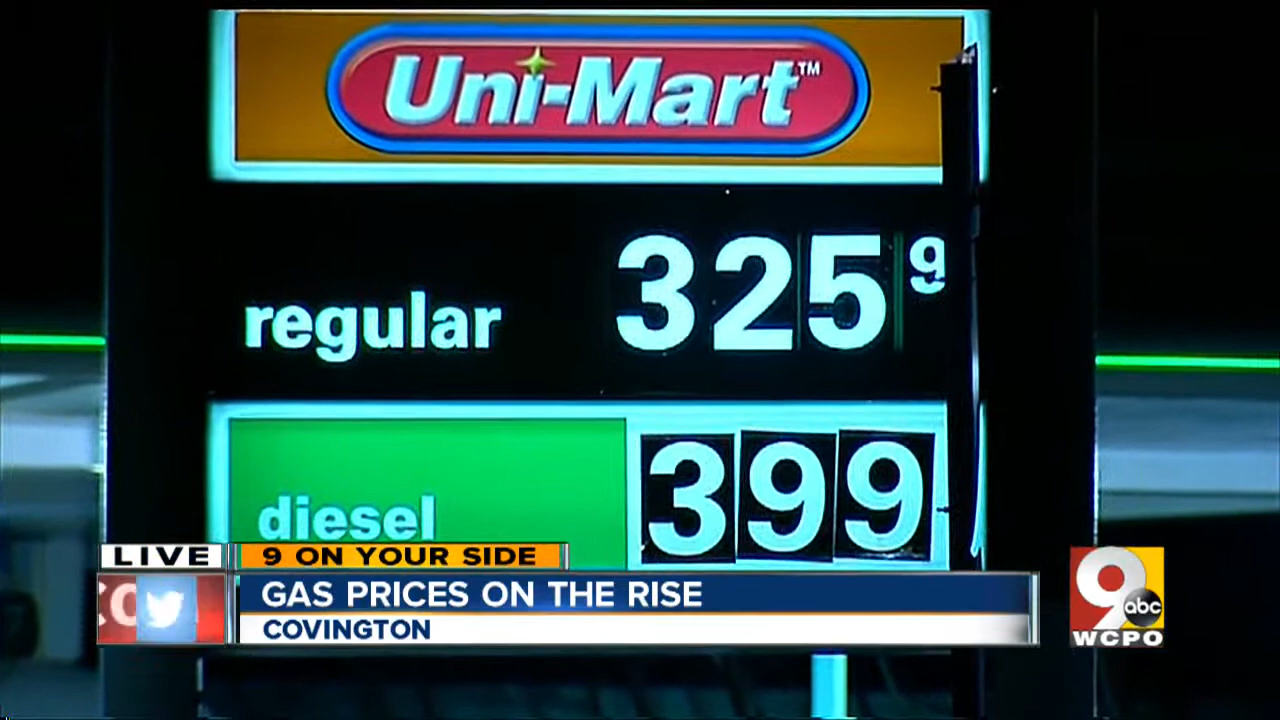 Uni-Mart™
regular 325 9
diesel 399
LIVE 9 ON YOUR SIDE
GAS PRICES ON THE RISE
COVINGTON
9 abc
WCPO